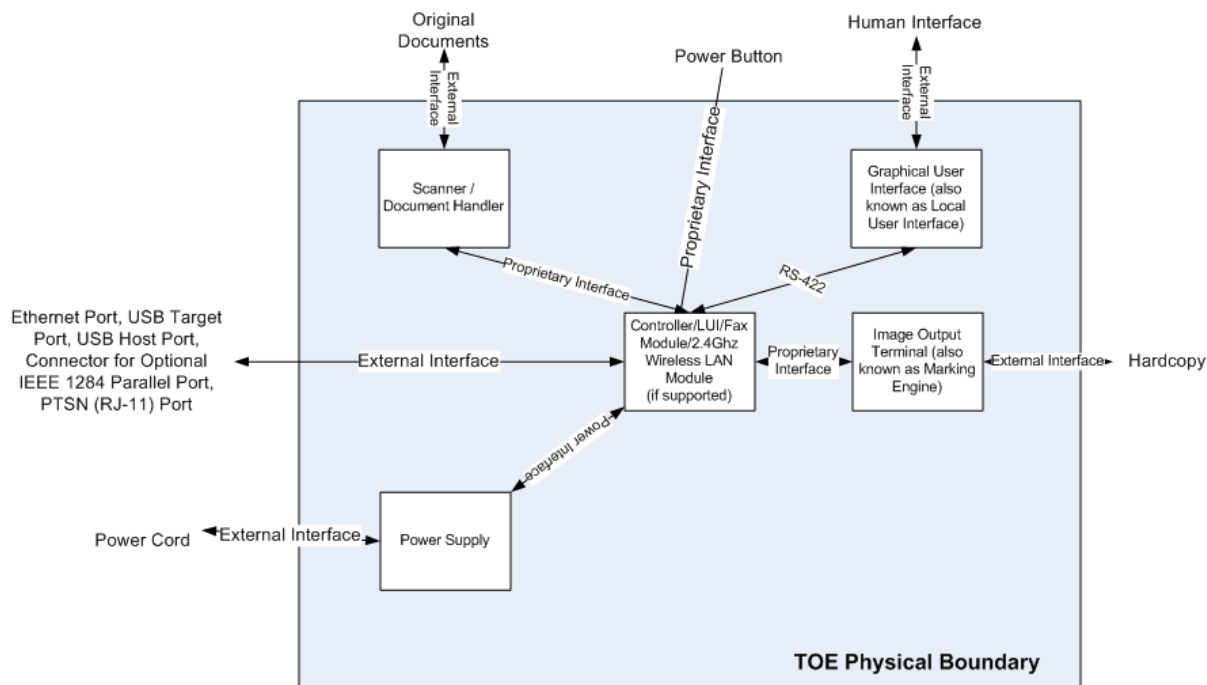 Original
Documents
Human Interface
Power Button
External
Interface
External
Interface
Proprietary Interface
Scanner /
Document Handler
Graphical User
Interface (also
known as Local
User Interface)
Proprietary Interface
RS-422
Ethernet Port, USB Target
Port, USB Host Port,
Connector for Optional
IEEE 1284 Parallel Port,
PTSN (RJ-11) Port
External Interface
Controller/LUI/Fax
Module/2.4Ghz
Wireless LAN
Module
(if supported)
Proprietary
Interface
Image Output
Terminal (also
known as Marking
Engine)
External Interface
Hardcopy
Power Interface
Power Cord
External Interface
Power Supply
TOE Physical Boundary